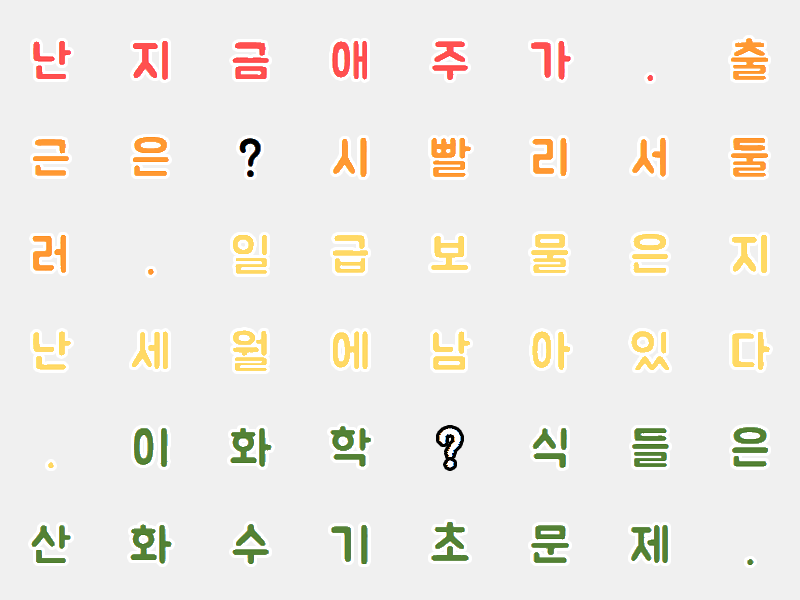 난 지 금 애 주 가 . 출
근 은 ? 시 빨 리 서 둘
러 . 일 급 보 물 은 지
난 세 월 에 남 아 있 다
. 이 화 학 ? 식 들 은
산 화 수 기 초 문 제 .